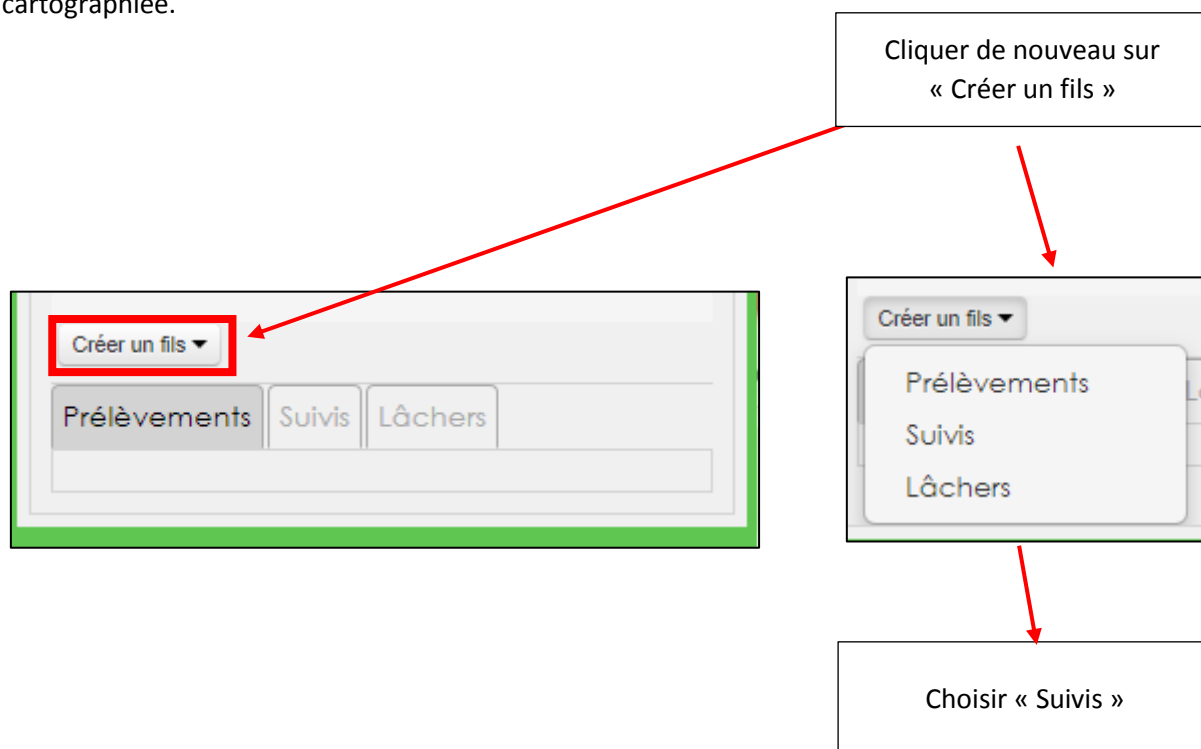 cartographiée.
Cliquer de nouveau sur
« Créer un fils »
Créer un fils
Prélèvements Suivis Lâchers
Créer un fils
Prélèvements
Suivis
Lâchers
Choisir « Suivis »